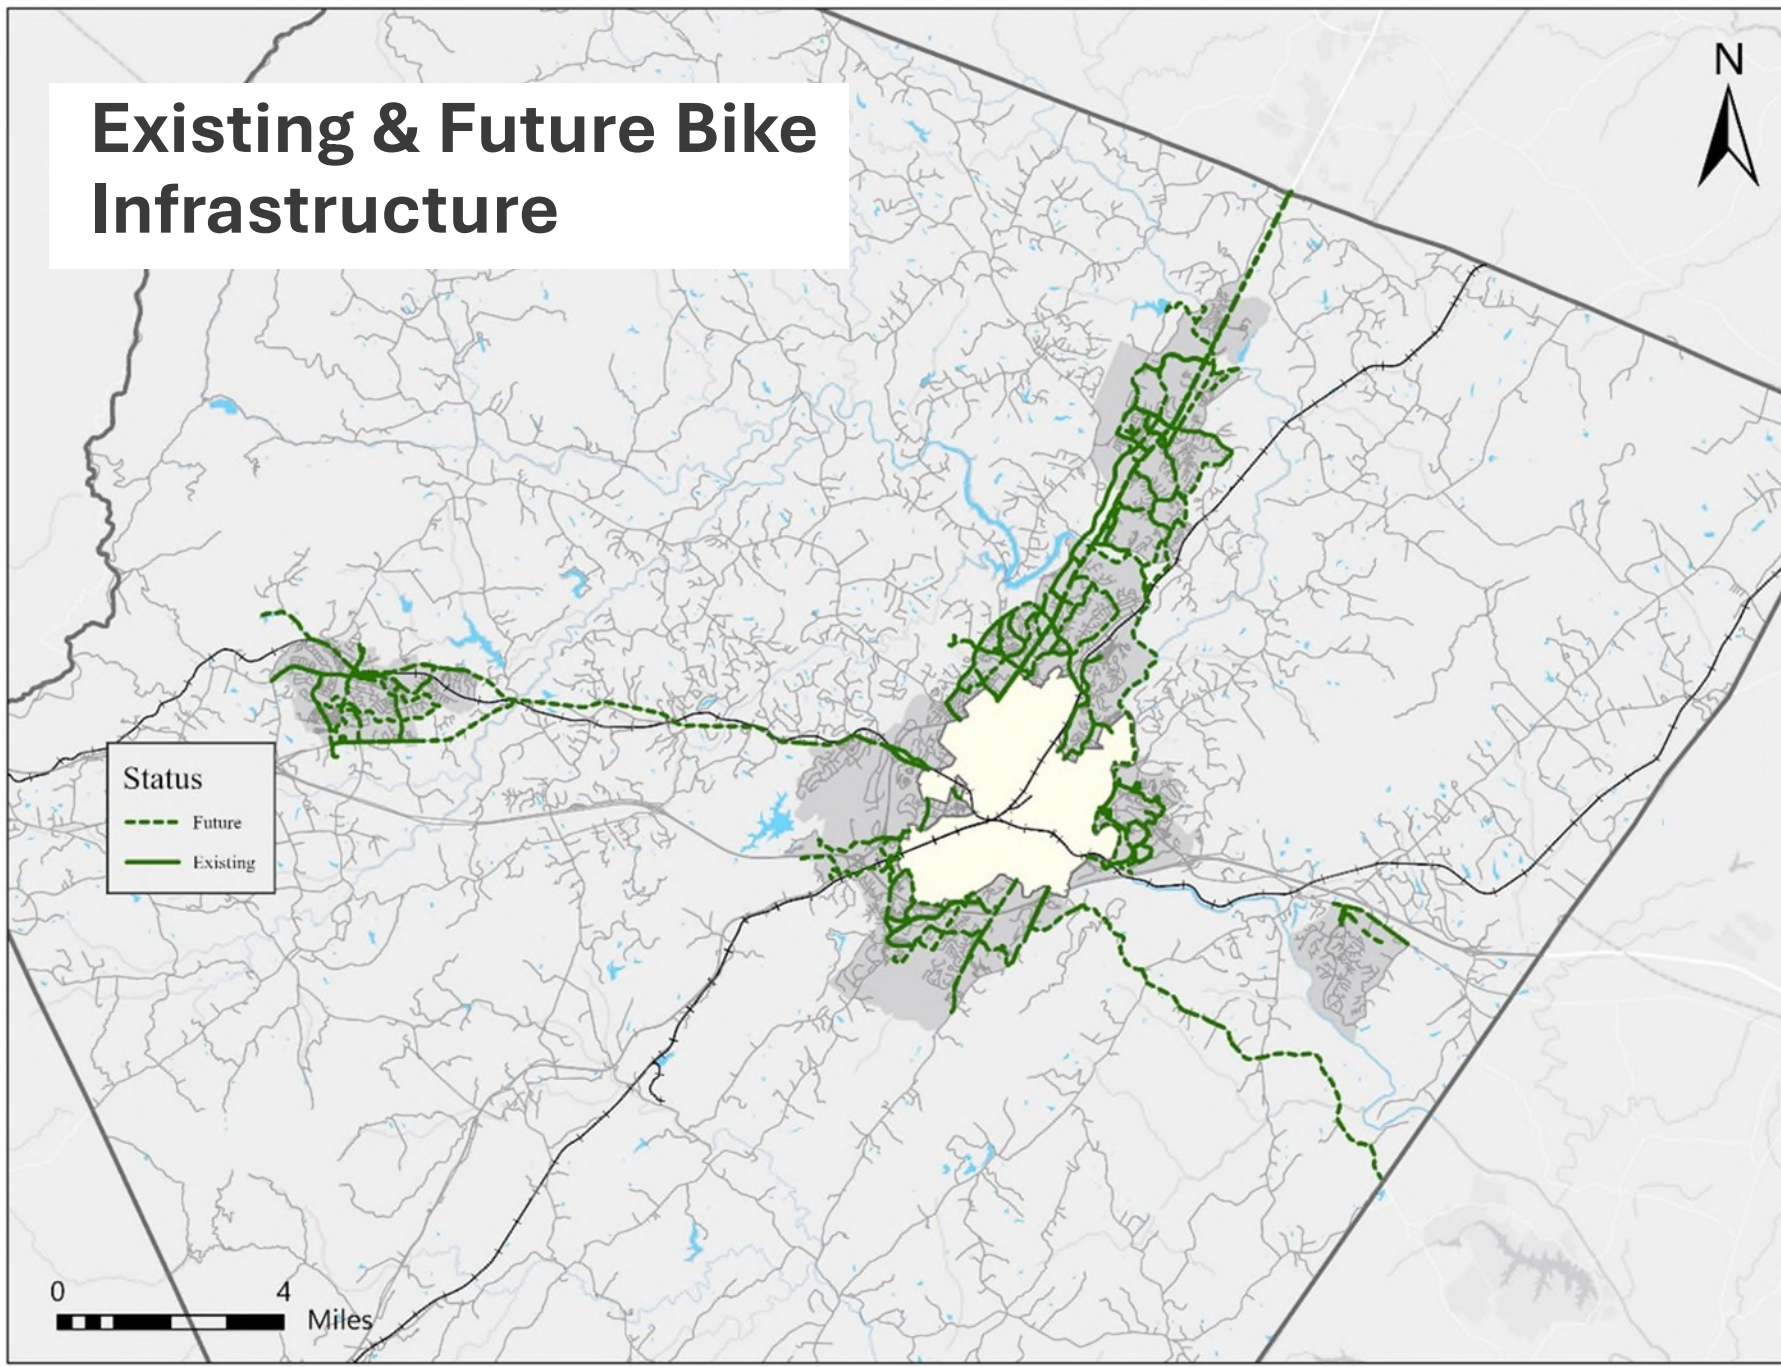 Existing & Future Bike
Infrastructure
N
Status
Future
Existing
0 4
Miles